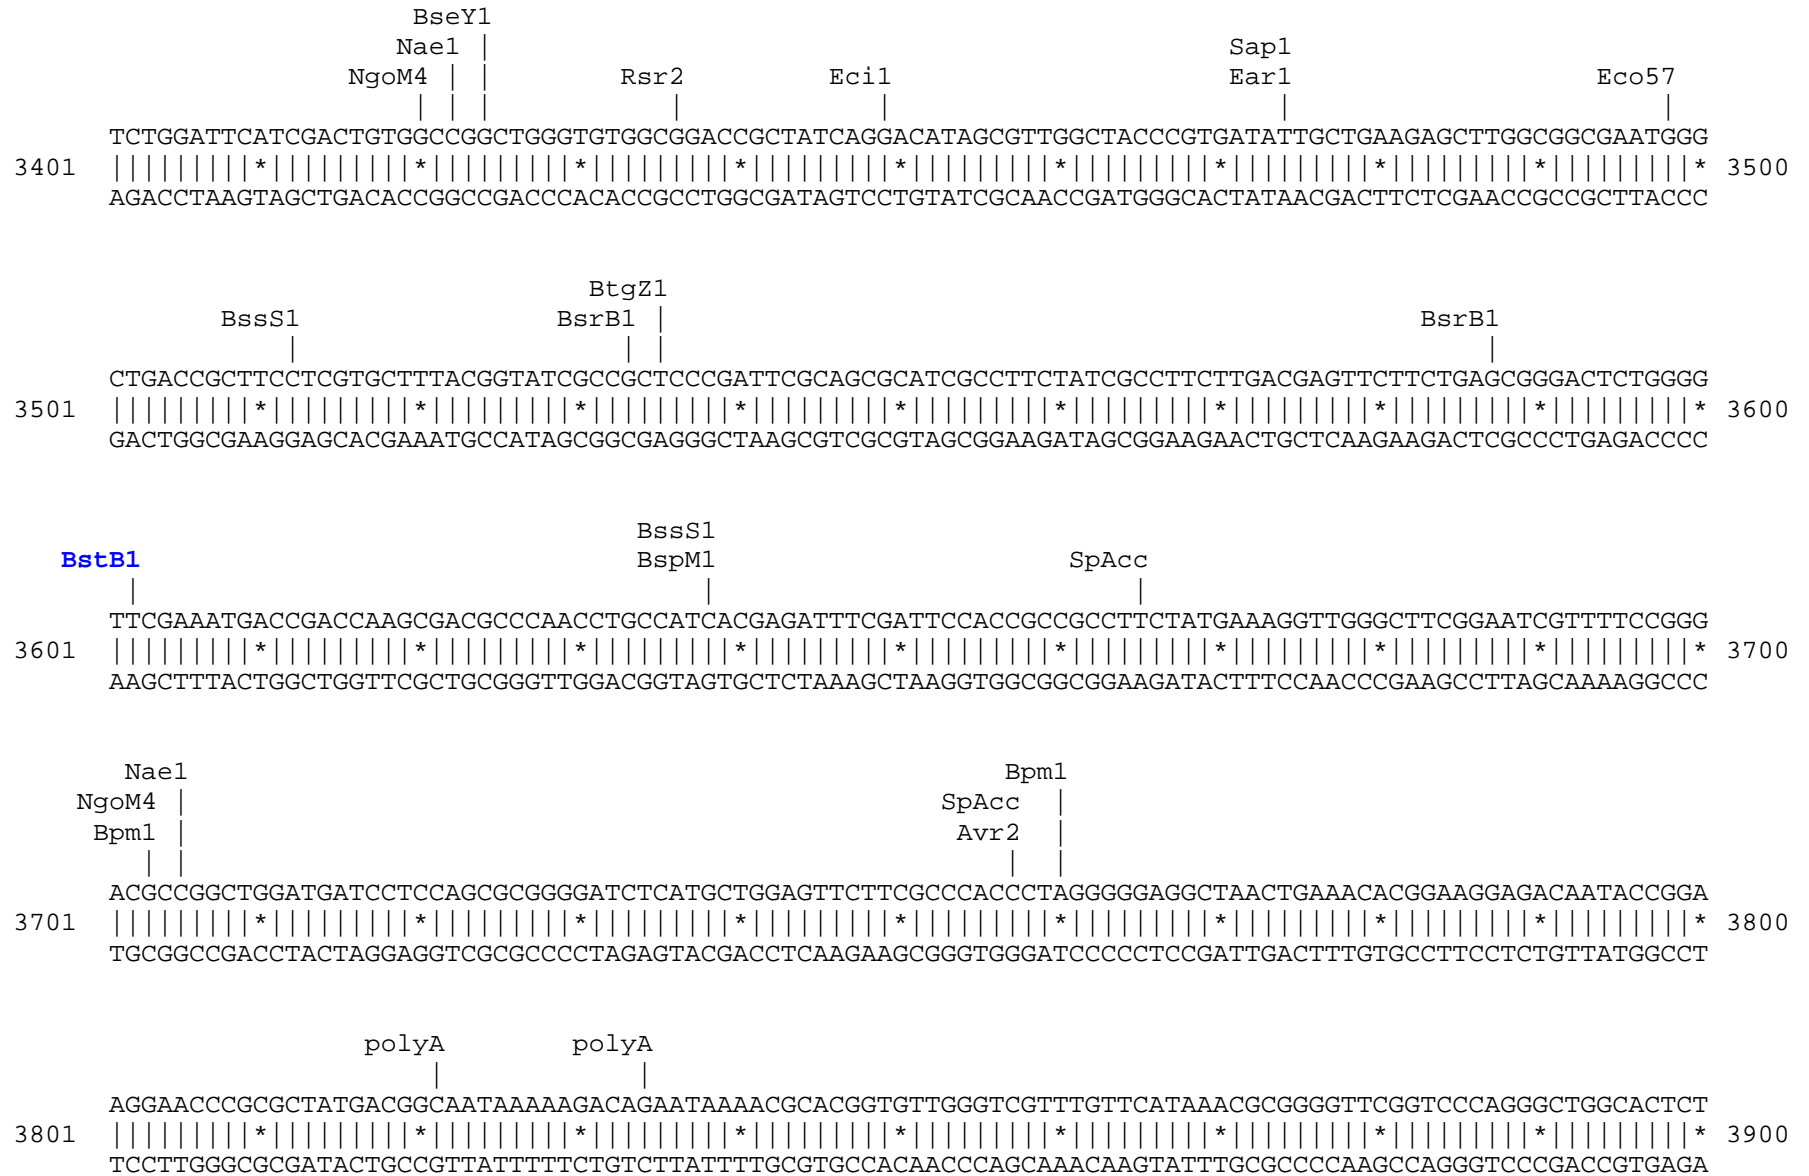 BseY1
Nae1 | Sap1
NgoM4 | | Rsr2 Eci1 Ear1 Eco57
| | | | | | |
TCTGGATTCATCGACTGTGGCCGGCTGGGTGTGGCGGACCGCTATCAGGACATAGCGTTGGCTACCCGTGATATTGCTGAAGAGCTTGGCGGCGAATGGG
3401 |||||||||*|||||||||*|||||||||*|||||||||*|||||||||*|||||||||*|||||||||*|||||||||*|||||||||*|||||||||* 3500
AGACCTAAGTAGCTGACACCGGCCGACCCACACCGCCTGGCGATAGTCCTGTATCGCAACCGATGGGCACTATAACGACTTCTCGAACCGCCGCTTACCC
BtgZ1
BssS1 BsrB1 | BsrB1
| | | |
CTGACCGCTTCCTCGTGCTTTACGGTATCGCCGCTCCCGATTCGCAGCGCATCGCCTTCTATCGCCTTCTTGACGAGTTCTTCTGAGCGGGACTCTGGGG
3501 |||||||||*|||||||||*|||||||||*|||||||||*|||||||||*|||||||||*|||||||||*|||||||||*|||||||||*|||||||||* 3600
GACTGGCGAAGGAGCACGAAATGCCATAGCGGCGAGGGCTAAGCGTCGCGTAGCGGAAGATAGCGGAAGAACTGCTCAAGAAGACTCGCCCTGAGACCCC
BssS1
BstB1 BspM1 SpAcc
| | |
TTCGAAATGACCGACCAAGCGACGCCCAACCTGCCATCACGAGATTTCGATTCCACCGCCGCCTTCTATGAAAGGTTGGGCTTCGGAATCGTTTTCCGGG
3601 |||||||||*|||||||||*|||||||||*|||||||||*|||||||||*|||||||||*|||||||||*|||||||||*|||||||||*|||||||||* 3700
AAGCTTTACTGGCTGGTTCGCTGCGGGTTGGACGGTAGTGCTCTAAAGCTAAGGTGGCGGCGGAAGATACTTTCCAACCCGAAGCCTTAGCAAAAGGCCC
Nae1 Bpm1
NgoM4 | SpAcc |
Bpm1 | Avr2 |
| | | |
ACGCCGGCTGGATGATCCTCCAGCGCGGGGATCTCATGCTGGAGTTCTTCGCCCACCCTAGGGGGAGGCTAACTGAAACACGGAAGGAGACAATACCGGA
3701 |||||||||*|||||||||*|||||||||*|||||||||*|||||||||*|||||||||*|||||||||*|||||||||*|||||||||*|||||||||* 3800
TGCGGCCGACCTACTAGGAGGTCGCGCCCCTAGAGTACGACCTCAAGAAGCGGGTGGGATCCCCCTCCGATTGACTTTGTGCCTTCCTCTGTTATGGCCT
polyA polyA
| |
AGGAACCCGCGCTATGACGGCAATAAAAAGACAGAATAAAACGCACGGTGTTGGGTCGTTTGTTCATAAACGCGGGGTTCGGTCCCAGGGCTGGCACTCT
3801 |||||||||*|||||||||*|||||||||*|||||||||*|||||||||*|||||||||*|||||||||*|||||||||*|||||||||*|||||||||* 3900
TCCTTGGGCGCGATACTGCCGTTATTTTTCTGTCTTATTTTGCGTGCCACAACCCAGCAAACAAGTATTTGCGCCCCAAGCCAGGGTCCCGACCGTGAGA